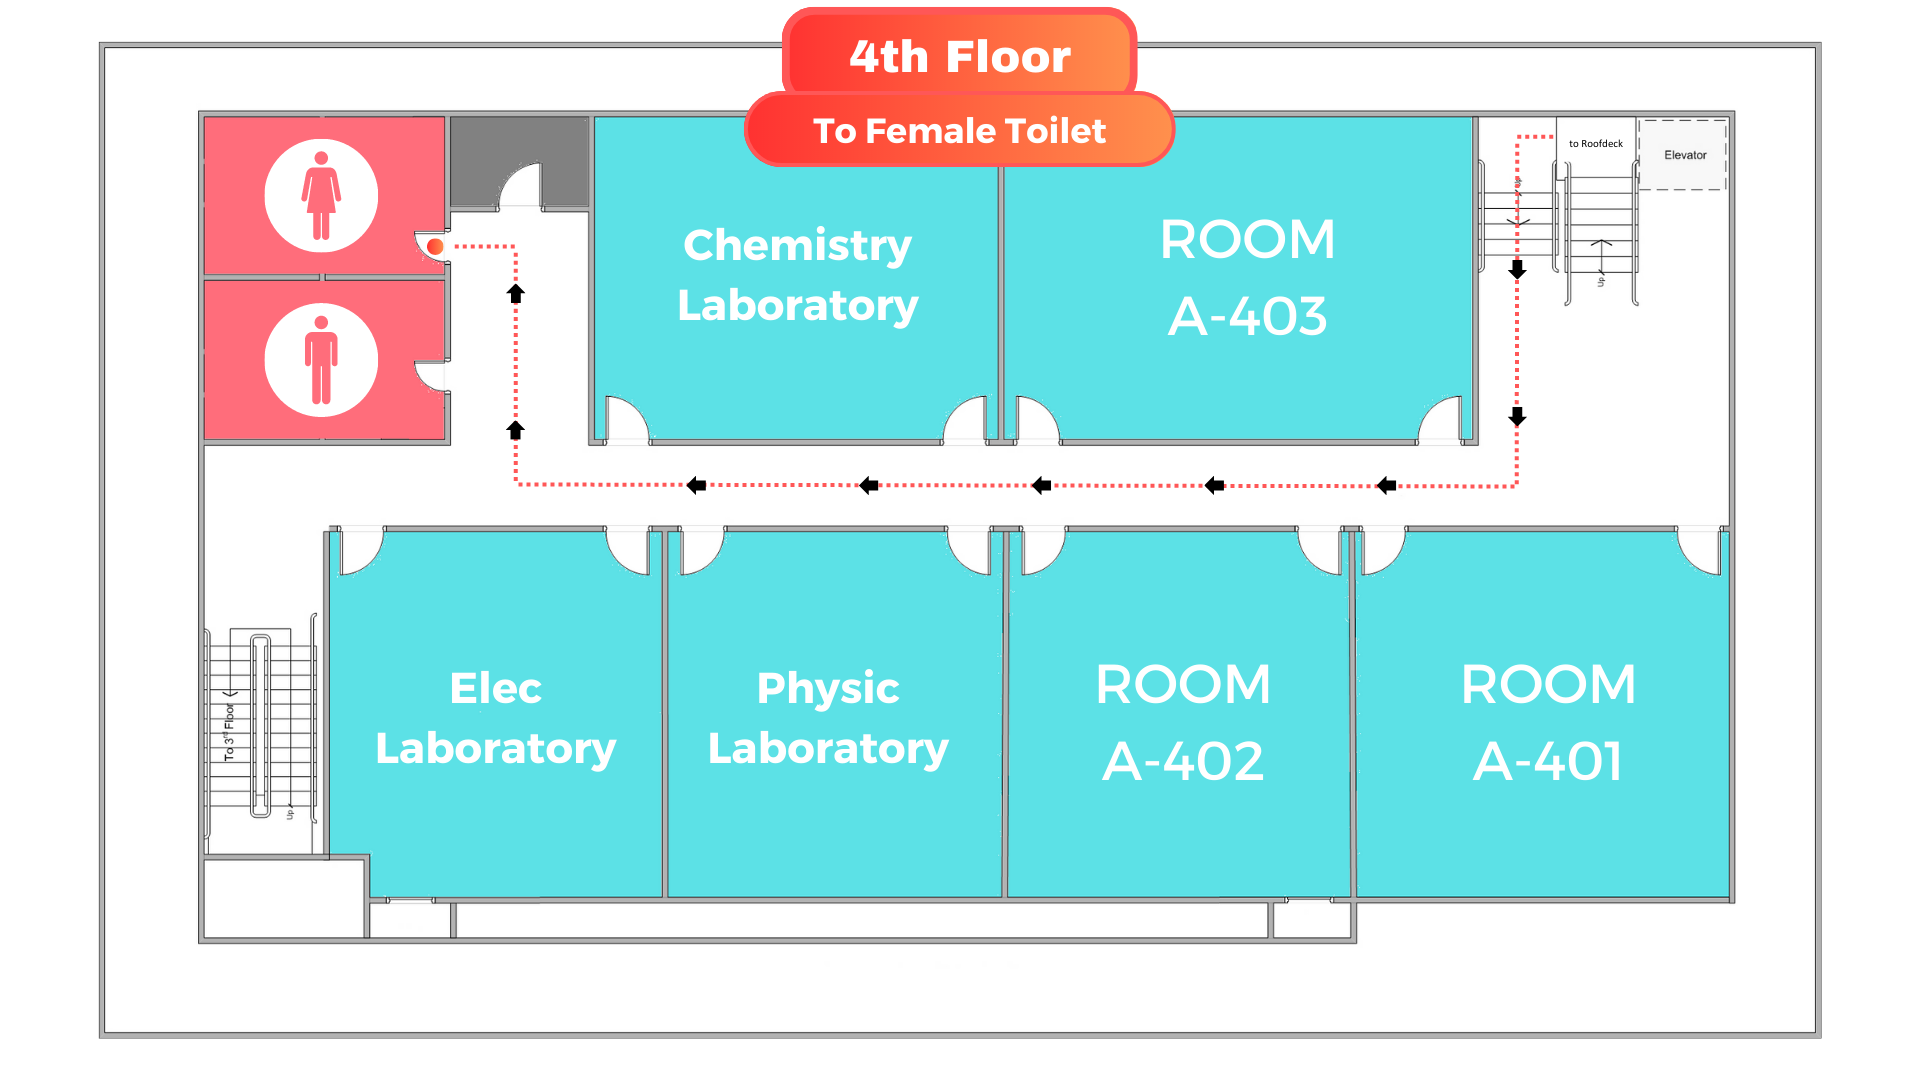 4th Floor
To Female Toilet
to Roofdeck
Elevator
Up
Up
Chemistry
Laboratory
ROOM
A-403
Elec
Laboratory
Physic
Laboratory
ROOM
A-402
ROOM
A-401
To 3rd Floor
Up